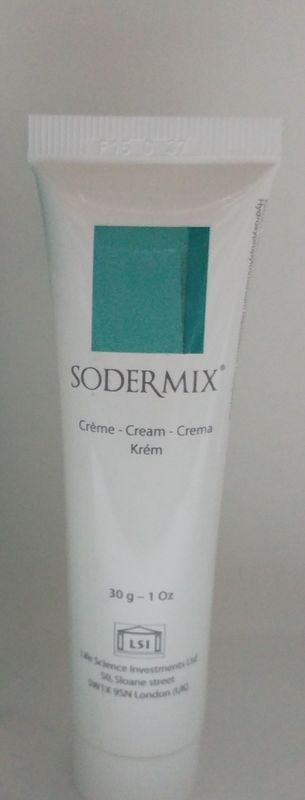 SODERMIX®
Crème - Cream - Crema
Krém
30 g – 1 Oz
LSI
Life Science Investments Ltd
50, Sloane street
SW1X 9SN London (UK)